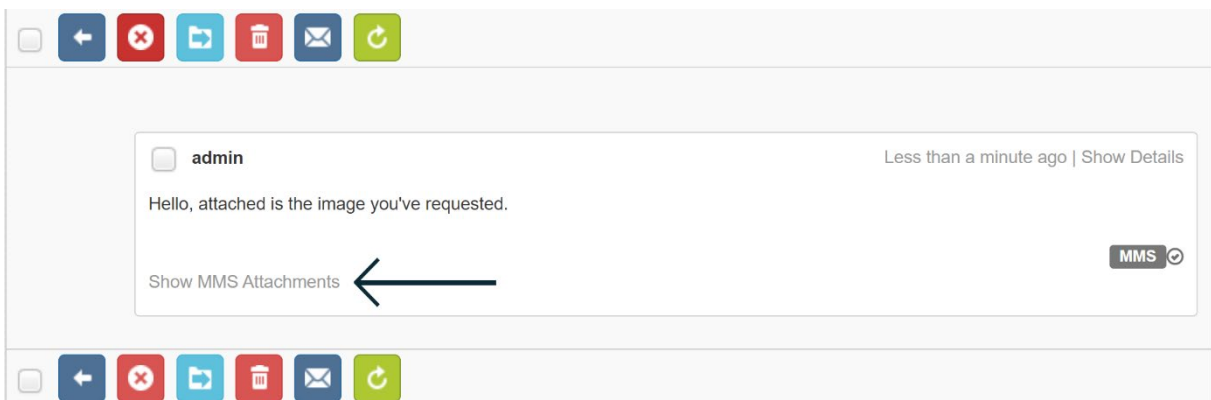 admin
Less than a minute ago | Show Details
Hello, attached is the image you've requested.
MMS
Show MMS Attachments